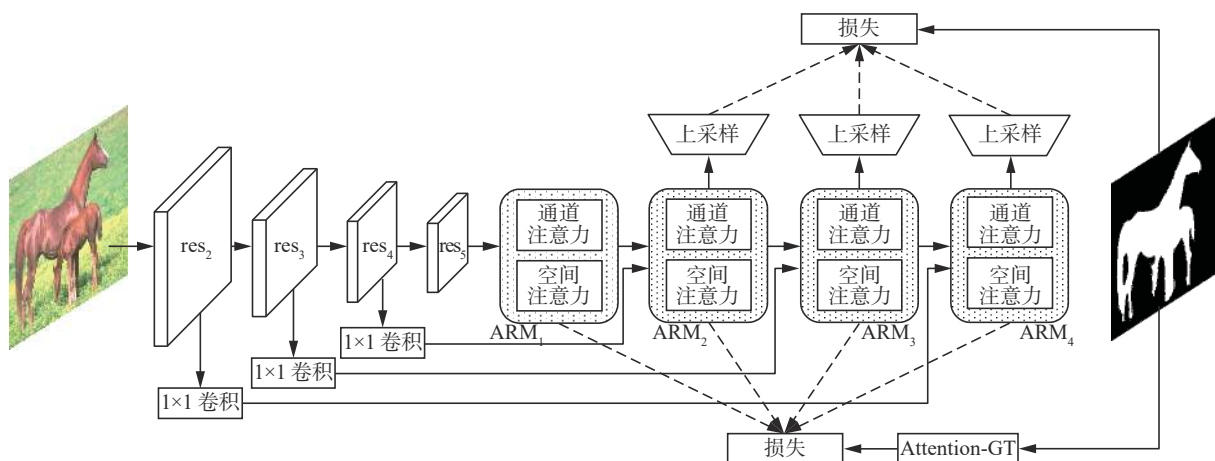 损失
上采样
上采样
上采样
res2
res3
res4
res5
通道
注意力
空间
注意力
ARM1
通道
注意力
空间
注意力
ARM2
通道
注意力
空间
注意力
ARM3
通道
注意力
空间
注意力
ARM4
1×1 卷积
1×1 卷积
1×1 卷积
损失
Attention-GT